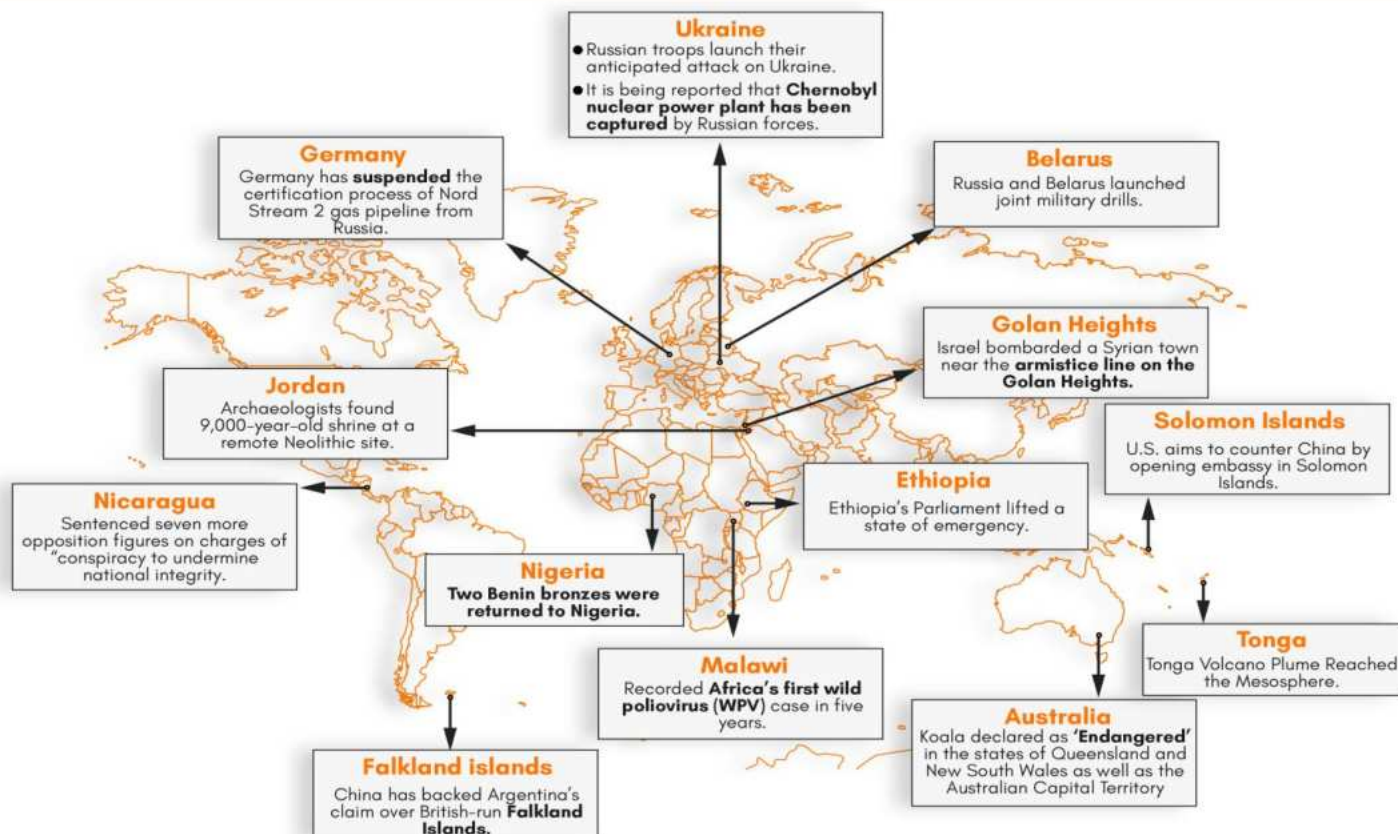 Ukraine
● Russian troops launch their
anticipated attack on Ukraine.
● It is being reported that Chernobyl
nuclear power plant has been
captured by Russian forces.
Germany
Germany has suspended the
certification process of Nord
Stream 2 gas pipeline from
Russia.
Belarus
Russia and Belarus launched
joint military drills.
Golan Heights
Israel bombarded a Syrian town
near the armistice line on the
Golan Heights.
Jordan
Archaeologists found
9,000-year-old shrine at a
remote Neolithic site.
Solomon Islands
U.S. aims to counter China by
opening embassy in Solomon
Islands.
Nicaragua
Sentenced seven more
opposition figures on charges of
“conspiracy to undermine
national integrity.
Ethiopia
Ethiopia’s Parliament lifted a
state of emergency.
Nigeria
Two Benin bronzes were
returned to Nigeria.
Tonga
Tonga Volcano Plume Reached
the Mesosphere.
Malawi
Recorded Africa’s first wild
poliovirus (WPV) case in five
years.
Australia
Koala declared as ‘Endangered’
in the states of Queensland and
New South Wales as well as the
Australian Capital Territory
Falkland islands
China has backed Argentina’s
claim over British-run Falkland
Islands.